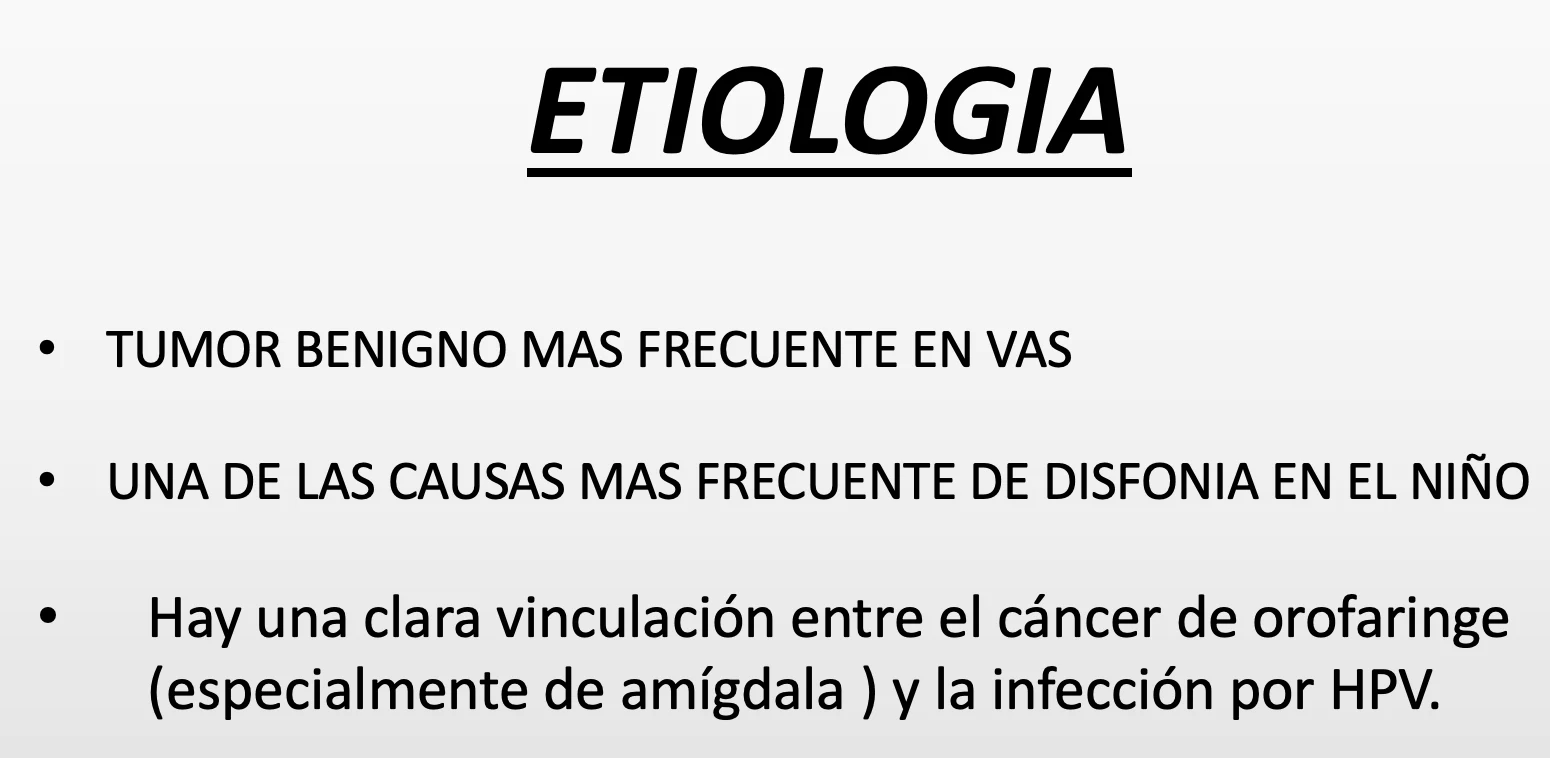 ETIOLOGIA
• TUMOR BENIGNO MAS FRECUENTE EN VAS
• UNA DE LAS CAUSAS MAS FRECUENTE DE DISFONIA EN EL NIÑO
• Hay una clara vinculación entre el cáncer de orofaringe
(especialmente de amígdala ) y la infección por HPV.